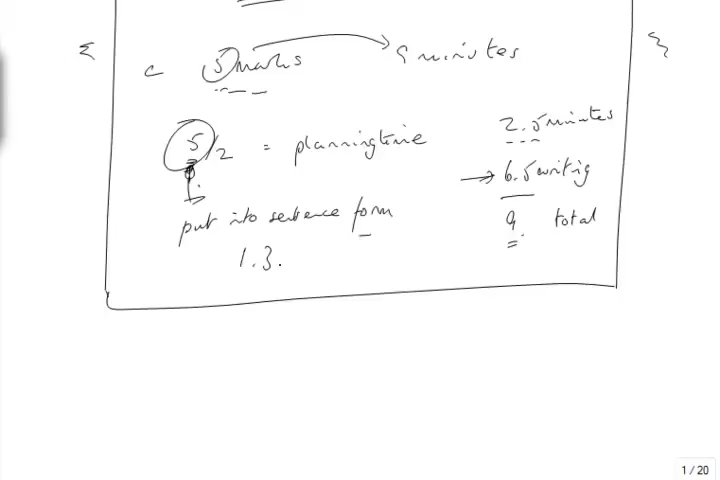 c 5 marks 9 minutes
5/2 = planning time 2.5 minutes
→ 6.5 writing
put into sentence form 9 total
1.3.
1 / 20